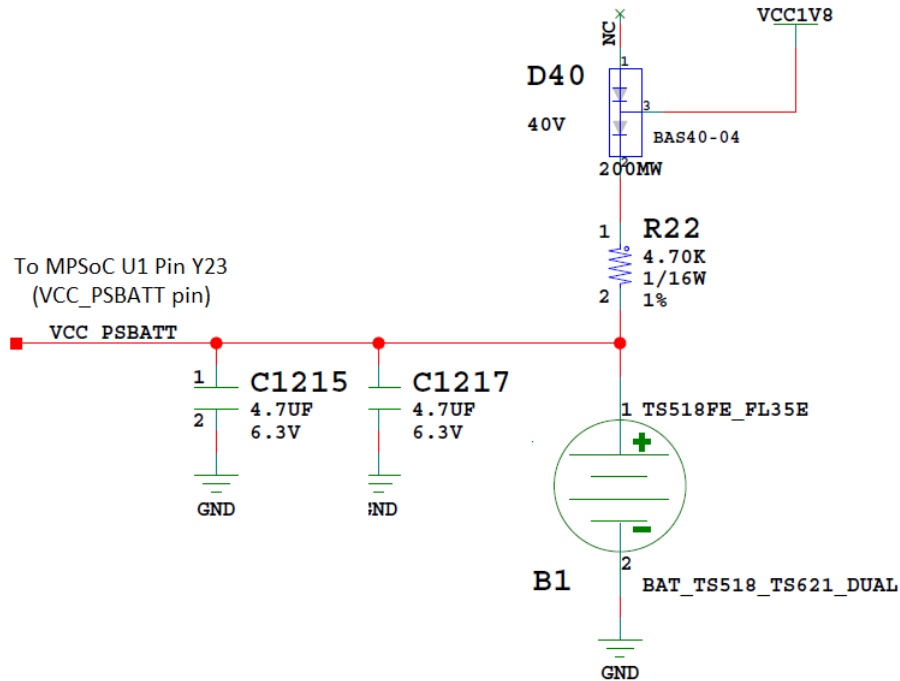 VCC1V8
NC
1
D40
3
40V
BAS40-04
2
200MW
1
R22
4.70K
1/16W
2
1%
To MPSoC U1 Pin Y23
(VCC_PSBATT pin)
VCC PSBATT
1
C1215
4.7UF
2
6.3V
GND
C1217
4.7UF
6.3V
GND
1
TS518FE_FL35E
+
-
B1
2
BAT_TS518_TS621_DUAL
GND